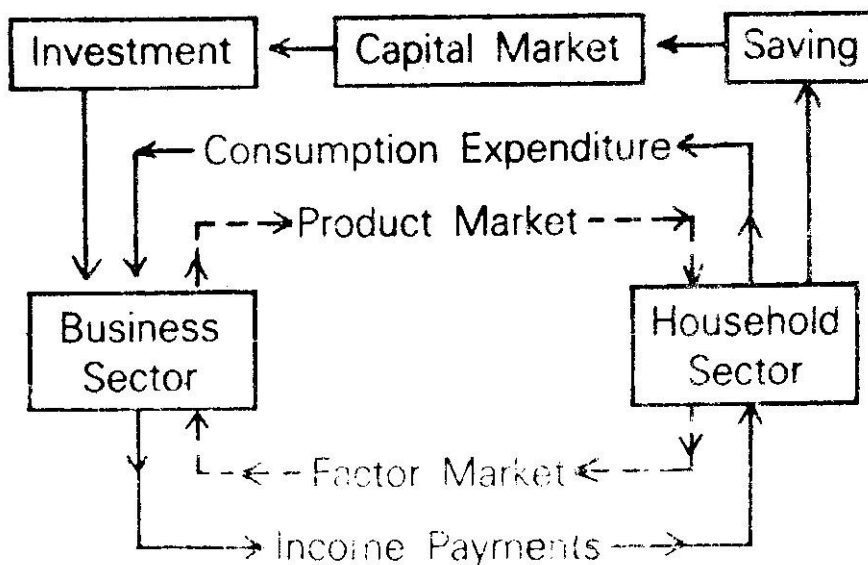 Investment
Capital Market
Saving
Consumption Expenditure
Product Market
Business
Sector
Household
Sector
Factor Market
Income Payments